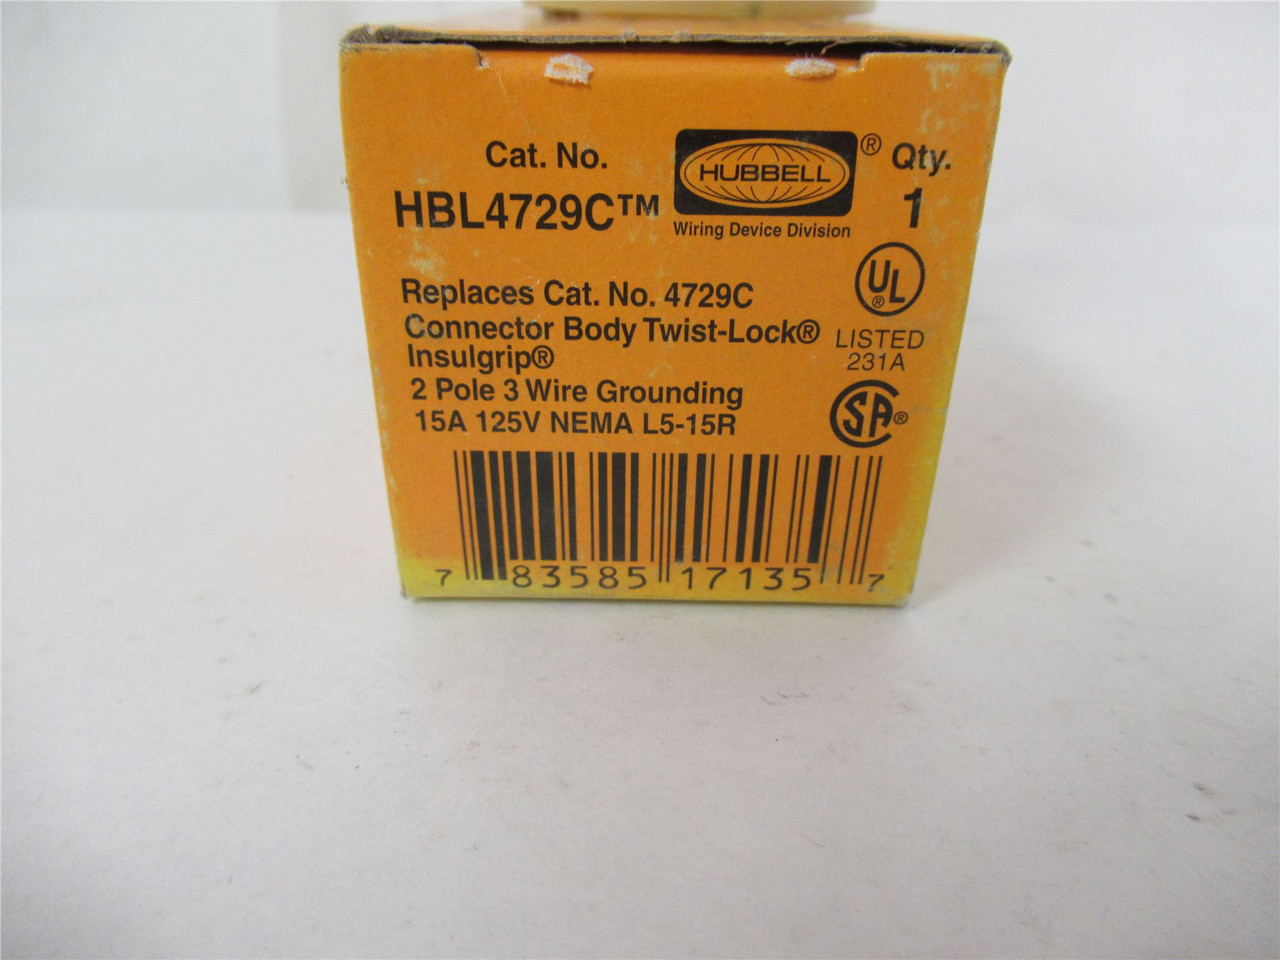 Cat. No.
HBL4729C™
HUBBELL®
Wiring Device Division
Qty.
1
UL®
LISTED
231A
Replaces Cat. No. 4729C
Connector Body Twist-Lock®
Insulgrip®
2 Pole 3 Wire Grounding
15A 125V NEMA L5-15R
SA®
7 83585 17135 7